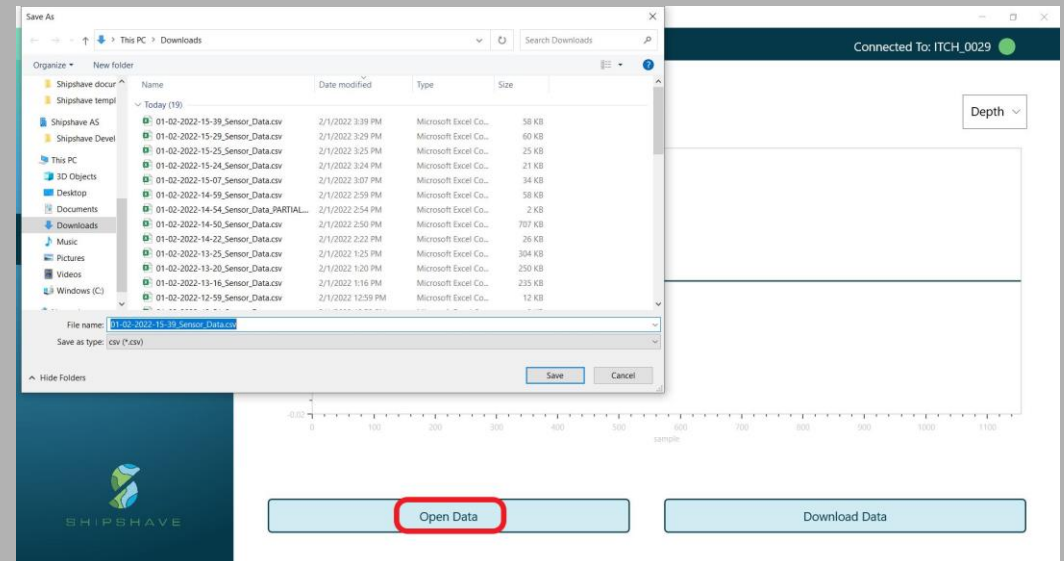 Save As
This PC > Downloads
Search Downloads
Connected To: ITCH_0029
Organize
New folder
Name Date modified Type Size
Shipshave docur
Shipshave templ
Shipshave AS
Shipshave Devel
This PC
3D Objects
Desktop
Documents
Downloads
Music
Pictures
Videos
Windows (C:)
Today (19)
01-02-2022-15-39_Sensor_Data.csv 2/1/2022 3:39 PM Microsoft Excel Co... 58 KB
01-02-2022-15-29_Sensor_Data.csv 2/1/2022 3:29 PM Microsoft Excel Co... 60 KB
01-02-2022-15-25_Sensor_Data.csv 2/1/2022 3:25 PM Microsoft Excel Co... 25 KB
01-02-2022-15-24_Sensor_Data.csv 2/1/2022 3:24 PM Microsoft Excel Co... 21 KB
01-02-2022-15-07_Sensor_Data.csv 2/1/2022 3:07 PM Microsoft Excel Co... 34 KB
01-02-2022-14-59_Sensor_Data.csv 2/1/2022 2:59 PM Microsoft Excel Co... 58 KB
01-02-2022-14-54_Sensor_Data_PARTIAL... 2/1/2022 2:54 PM Microsoft Excel Co... 2 KB
01-02-2022-14-50_Sensor_Data.csv 2/1/2022 2:50 PM Microsoft Excel Co... 707 KB
01-02-2022-14-22_Sensor_Data.csv 2/1/2022 2:22 PM Microsoft Excel Co... 26 KB
01-02-2022-13-25_Sensor_Data.csv 2/1/2022 1:25 PM Microsoft Excel Co... 304 KB
01-02-2022-13-20_Sensor_Data.csv 2/1/2022 1:20 PM Microsoft Excel Co... 250 KB
01-02-2022-13-16_Sensor_Data.csv 2/1/2022 1:16 PM Microsoft Excel Co... 235 KB
01-02-2022-12-59_Sensor_Data.csv 2/1/2022 12:59 PM Microsoft Excel Co... 12 KB
Depth
File name: 01-02-2022-15-39_Sensor_Data.csv
Save as type: csv (*.csv)
Hide Folders
Save Cancel
-0.02
0 100 200 300 400 500 600 700 800 900 1000 1100
sample
Open Data
Download Data
SHIPSHAVE